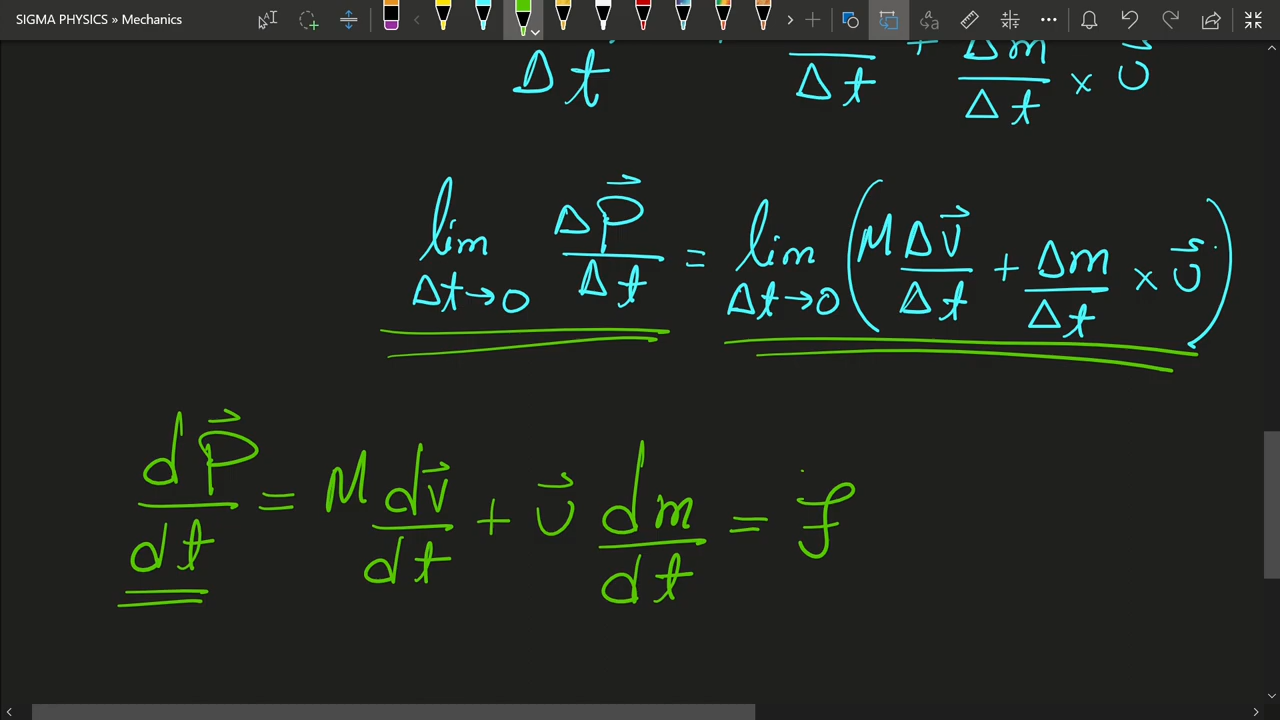 SIGMA PHYSICS » Mechanics
Δt Δt + Δm/Δt × υ⃗
lim Δt→0 ΔP⃗/Δt = lim Δt→0 (M Δv⃗/Δt + Δm/Δt × υ⃗)
dP⃗/dt = M dv⃗/dt + υ⃗ dm/dt = F